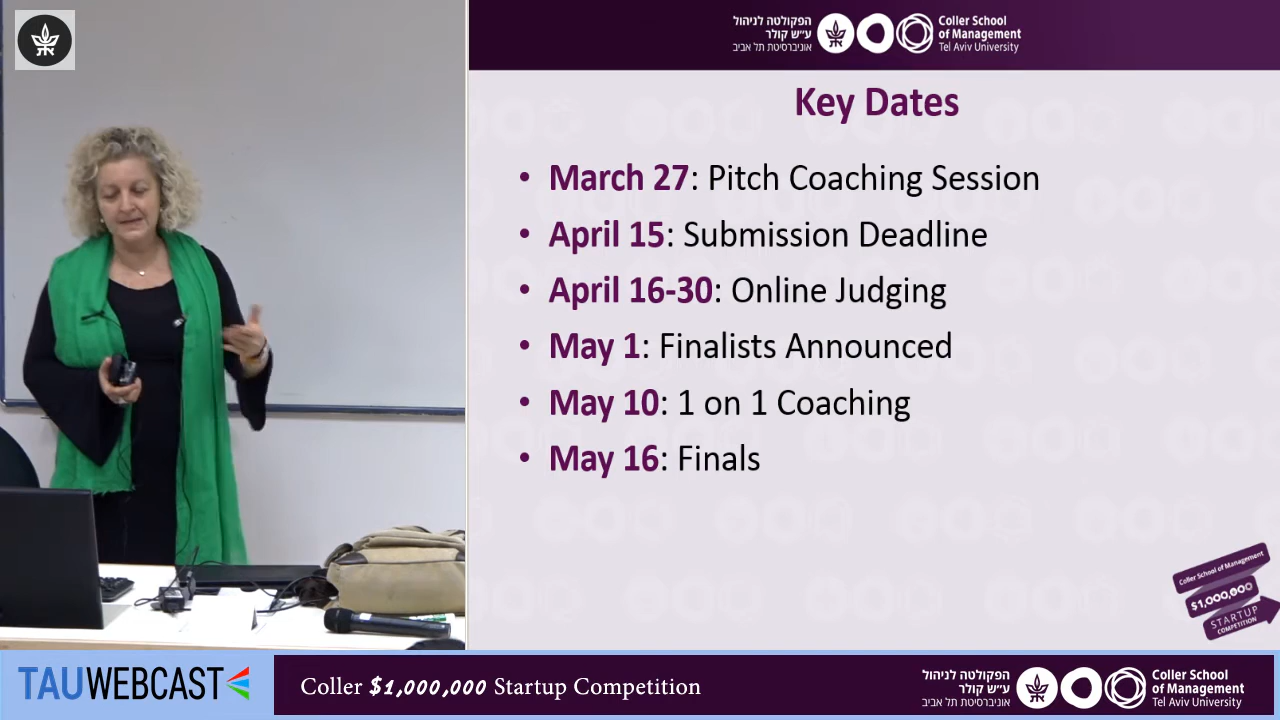 הפקולטה לניהול
ע״ש קולר
אוניברסיטת תל אביב
Coller School
of Management
Tel Aviv University
Key Dates
• March 27: Pitch Coaching Session
• April 15: Submission Deadline
• April 16-30: Online Judging
• May 1: Finalists Announced
• May 10: 1 on 1 Coaching
• May 16: Finals
Coller School of Management
$1,000,000
STARTUP
COMPETITION
TAUWEBCAST
Coller $1,000,000 Startup Competition
הפקולטה לניהול
ע״ש קולר
אוניברסיטת תל אביב
Coller School
of Management
Tel Aviv University